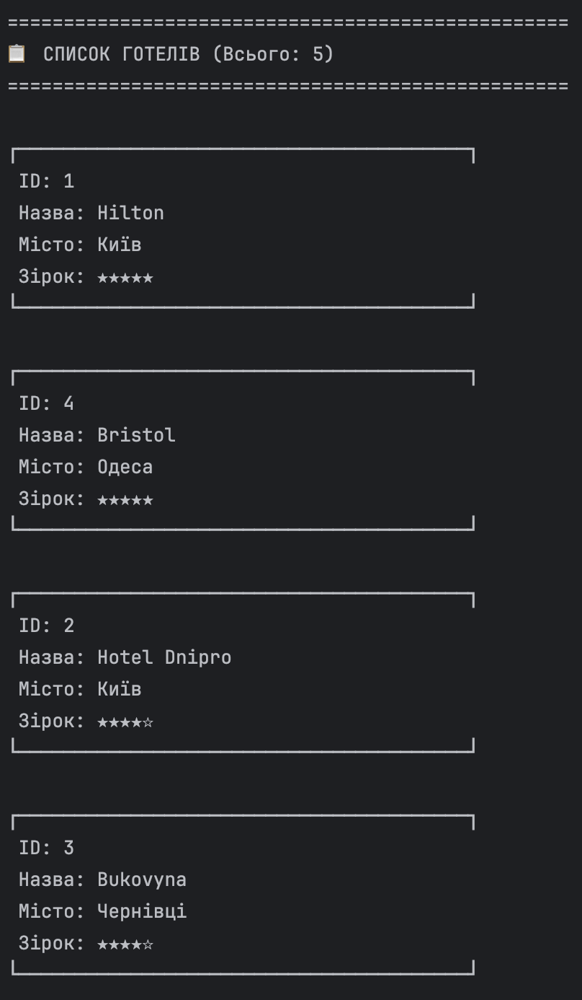 ==================================================
📋 СПИСОК ГОТЕЛІВ (Всього: 5)
==================================================
ID: 1
Назва: Hilton
Місто: Київ
Зірок: ★★★★★
ID: 4
Назва: Bristol
Місто: Одеса
Зірок: ★★★★★
ID: 2
Назва: Hotel Dnipro
Місто: Київ
Зірок: ★★★★☆
ID: 3
Назва: Bukovyna
Місто: Чернівці
Зірок: ★★★★☆